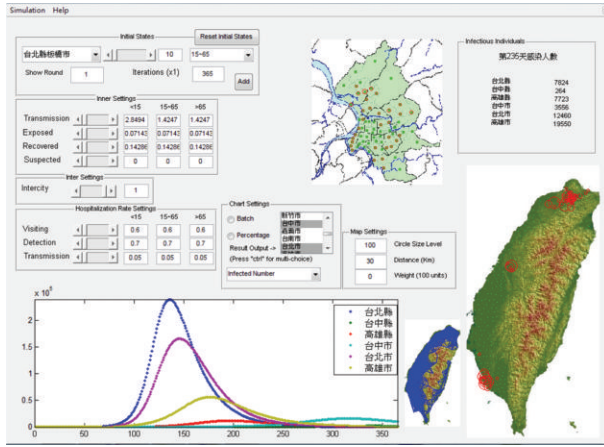 Simulation Help
Initial States
Reset Initial States
台北縣板橋市
10
15~65
Show Round
1
Iterations (x1)
365
Add
Inner Settings
<15 15~65 >65
Transmission 2.8494 1.4247 1.4247
Exposed 0.07143 0.07143 0.07143
Recovered 0.14286 0.14286 0.14286
Suspected 0 0 0
Inter Settings
Intercity 1
Hospitalization Rate Settings
<15 15~65 >65
Visiting 0.6 0.6 0.6
Detection 0.7 0.7 0.7
Transmission 0.05 0.05 0.05
Chart Settings
Batch
Percentage
Result Output ->
(Press "ctrl" for multi-choice)
新竹市
台中市
嘉義市
台南市
台北市
Infected Number
Map Settings
100 Circle Size Level
30 Distance (Km)
0 Weight (100 units)
Infectious Individuals
第235天感染人數
台北縣 7824
台中縣 264
高雄縣 7723
台中市 3556
台北市 12460
高雄市 19550
x 10
2
1.5
1
0.5
0
0 50 100 150 200 250 300 350
台北縣
台中縣
高雄縣
台中市
台北市
高雄市